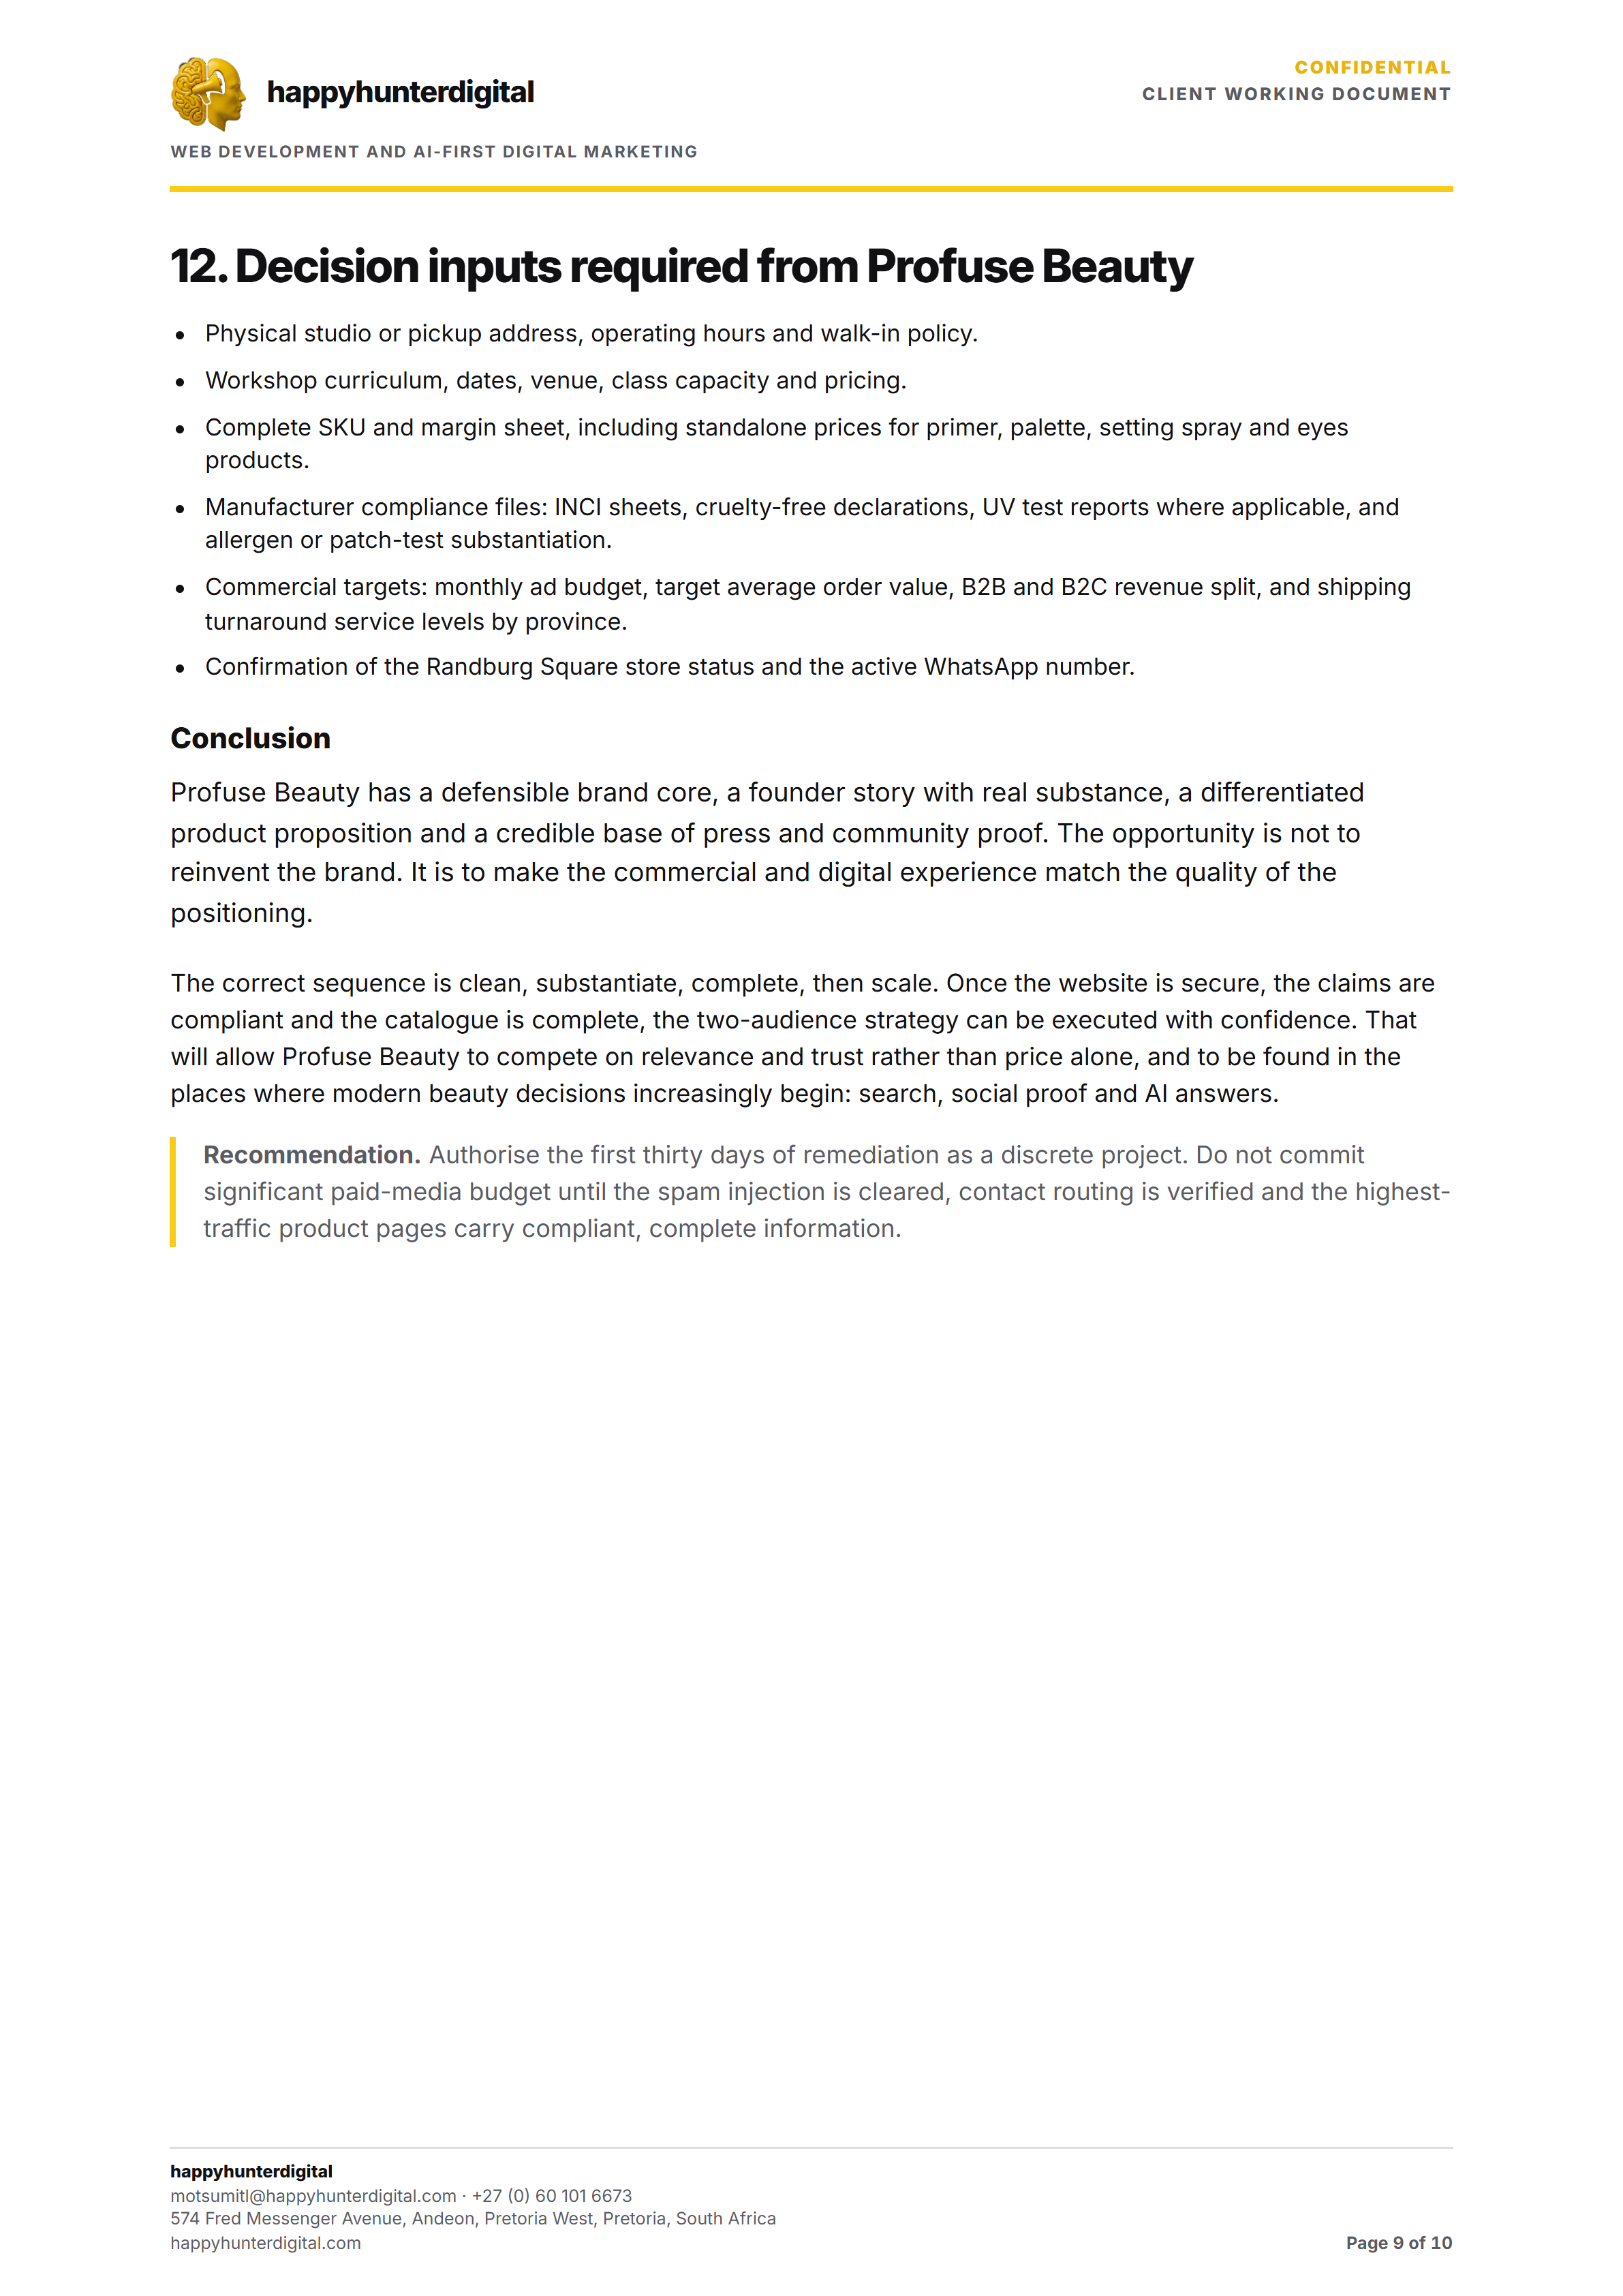 happyhunterdigital
CONFIDENTIAL
CLIENT WORKING DOCUMENT
WEB DEVELOPMENT AND AI-FIRST DIGITAL MARKETING
12. Decision inputs required from Profuse Beauty
• Physical studio or pickup address, operating hours and walk-in policy.
• Workshop curriculum, dates, venue, class capacity and pricing.
• Complete SKU and margin sheet, including standalone prices for primer, palette, setting spray and eyes
products.
• Manufacturer compliance files: INCI sheets, cruelty-free declarations, UV test reports where applicable, and
allergen or patch-test substantiation.
• Commercial targets: monthly ad budget, target average order value, B2B and B2C revenue split, and shipping
turnaround service levels by province.
• Confirmation of the Randburg Square store status and the active WhatsApp number.
Conclusion
Profuse Beauty has a defensible brand core, a founder story with real substance, a differentiated
product proposition and a credible base of press and community proof. The opportunity is not to
reinvent the brand. It is to make the commercial and digital experience match the quality of the
positioning.
The correct sequence is clean, substantiate, complete, then scale. Once the website is secure, the claims are
compliant and the catalogue is complete, the two-audience strategy can be executed with confidence. That
will allow Profuse Beauty to compete on relevance and trust rather than price alone, and to be found in the
places where modern beauty decisions increasingly begin: search, social proof and AI answers.
Recommendation. Authorise the first thirty days of remediation as a discrete project. Do not commit
significant paid-media budget until the spam injection is cleared, contact routing is verified and the highest-
traffic product pages carry compliant, complete information.
happyhunterdigital
motsumitl@happyhunterdigital.com · +27 (0) 60 101 6673
574 Fred Messenger Avenue, Andeon, Pretoria West, Pretoria, South Africa
happyhunterdigital.com
Page 9 of 10